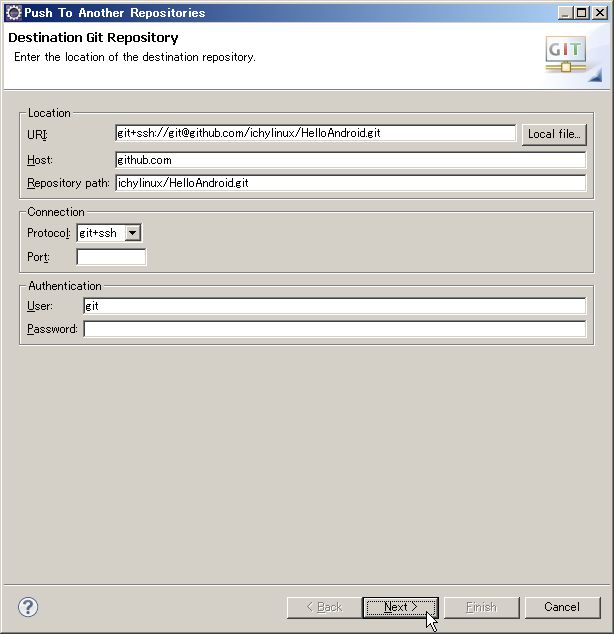 Push To Another Repositories
Destination Git Repository
Enter the location of the destination repository.
GIT
Location
URI:
git+ssh://git@github.com/ichylinux/HelloAndroid.git
Local file...
Host:
github.com
Repository path:
ichylinux/HelloAndroid.git
Connection
Protocol:
git+ssh
Port:
Authentication
User:
git
Password:
?
< Back
Next >
Finish
Cancel